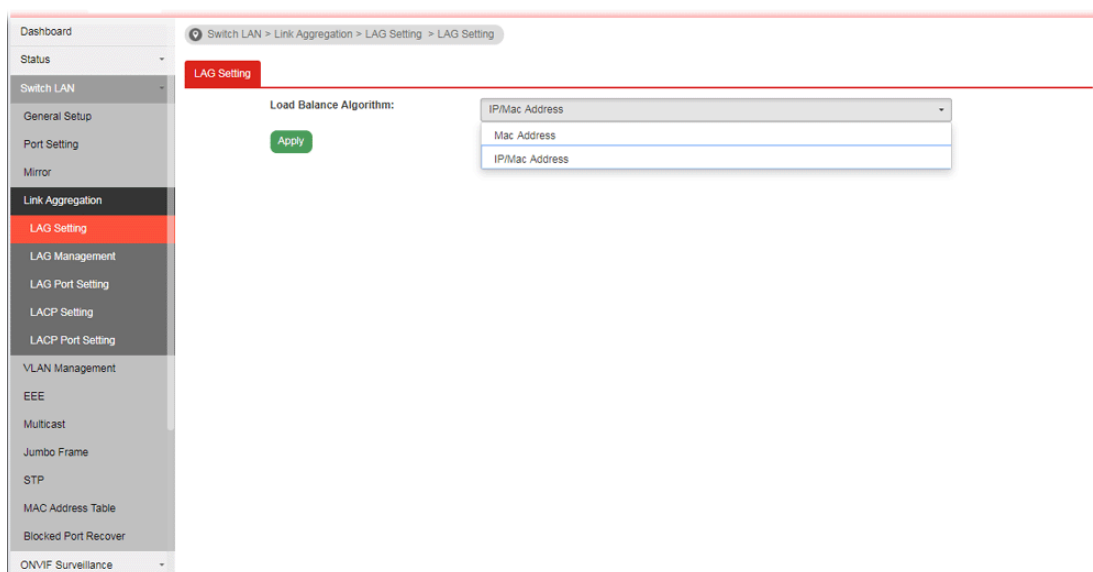 Dashboard
Status
Switch LAN
General Setup
Port Setting
Mirror
Link Aggregation
LAG Setting
LAG Management
LAG Port Setting
LACP Setting
LACP Port Setting
VLAN Management
EEE
Multicast
Jumbo Frame
STP
MAC Address Table
Blocked Port Recover
ONVIF Surveillance
Switch LAN > Link Aggregation > LAG Setting > LAG Setting
LAG Setting
Load Balance Algorithm:
IP/Mac Address
Mac Address
IP/Mac Address
Apply